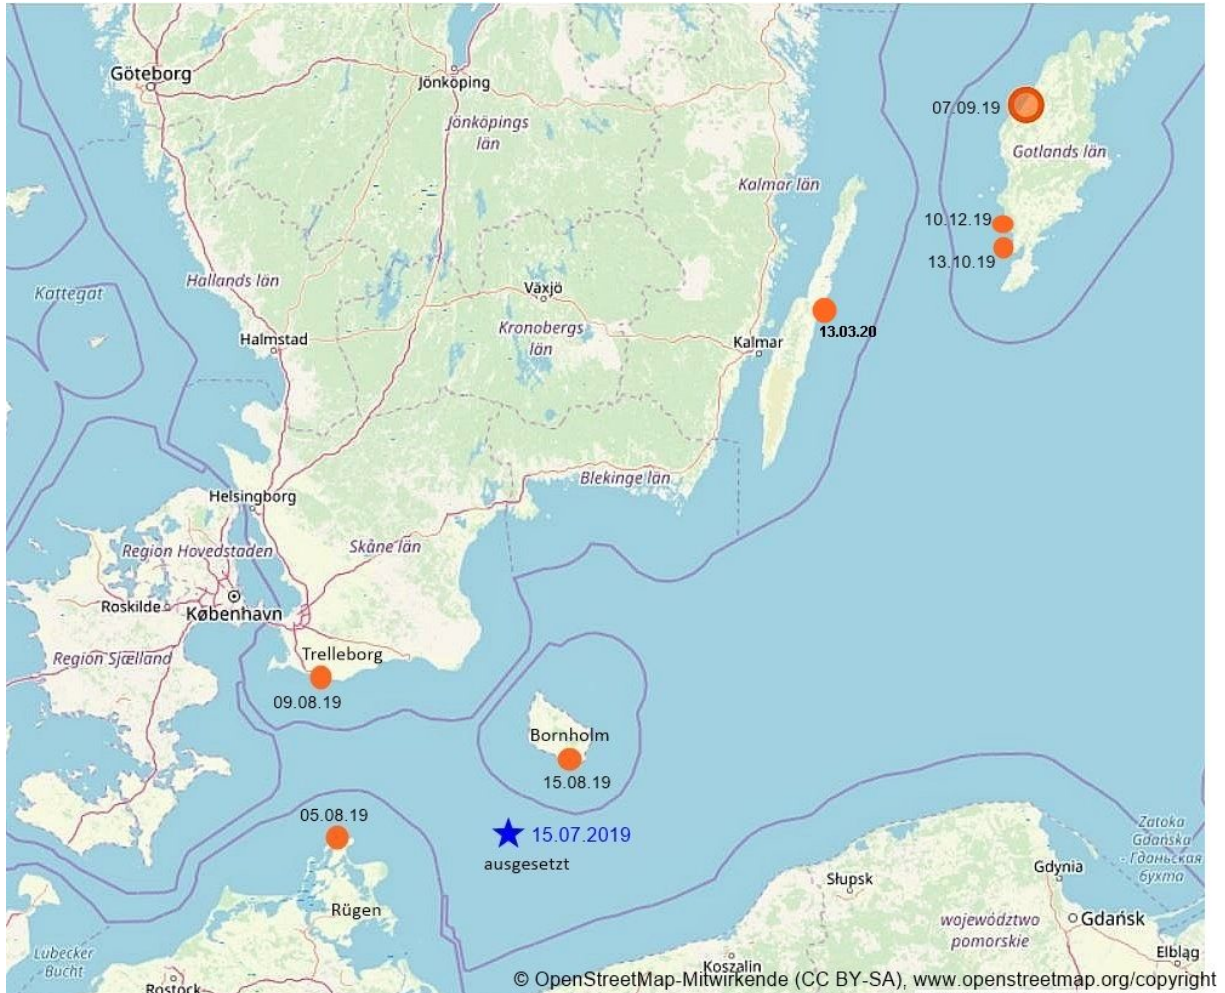 Göteborg
Jönköping
Jönköpings
län
07.09.19
Gotlands län
Kalmar län
10.12.19
13.10.19
Hallands län
Kattegat
Växjö
Kronobergs
län
13.03.20
Halmstad
Kalmar
Blekinge län
Helsingborg
Region Hovedstaden
Skåne län
Roskilde
København
Region Sjælland
Trelleborg
09.08.19
Bornholm
15.08.19
05.08.19
15.07.2019
ausgesetzt
Zatoka
Gdańska
- Гданьская
бухта
Gdynia
Słupsk
Rügen
województwo
pomorskie
Gdańsk
Lübecker
Bucht
Elbląg
Koszalin
Rostock
© OpenStreetMap-Mitwirkende (CC BY-SA), www.openstreetmap.org/copyright